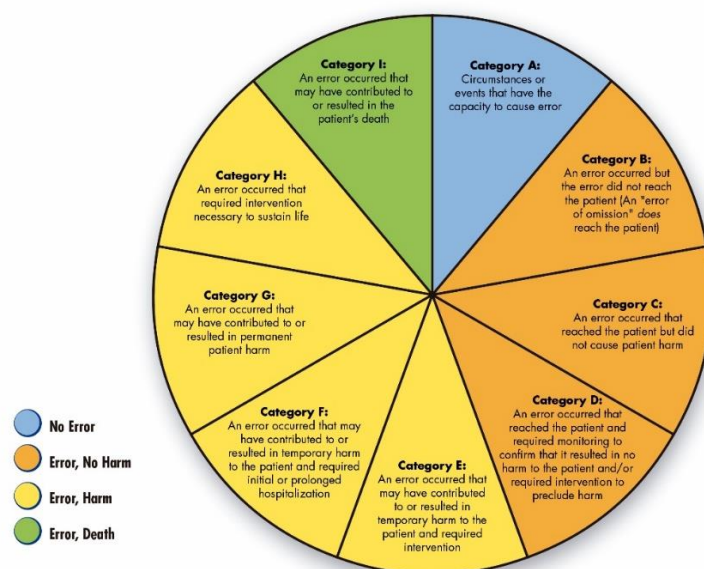 Category I:
An error occurred that
may have contributed to
or resulted in the
patient's death
Category A:
Circumstances or
events that have the
capacity to cause error
Category B:
An error occurred but
the error did not reach
the patient (An "error
of omission" does
reach the patient)
Category C:
An error occurred that
reached the patient but did
not cause patient harm
Category D:
An error occurred that
reached the patient and
required monitoring to
confirm that it resulted in no
harm to the patient and/or
required intervention to
preclude harm
Category E:
An error occurred that
may have contributed
to or resulted in
temporary harm to the
patient and required
intervention
Category F:
An error occurred that may
have contributed to or
resulted in temporary harm
to the patient and required
initial or prolonged
hospitalization
Category G:
An error occurred that
may have contributed to or
resulted in permanent
patient harm
Category H:
An error occurred that
required intervention
necessary to sustain life
No Error
Error, No Harm
Error, Harm
Error, Death